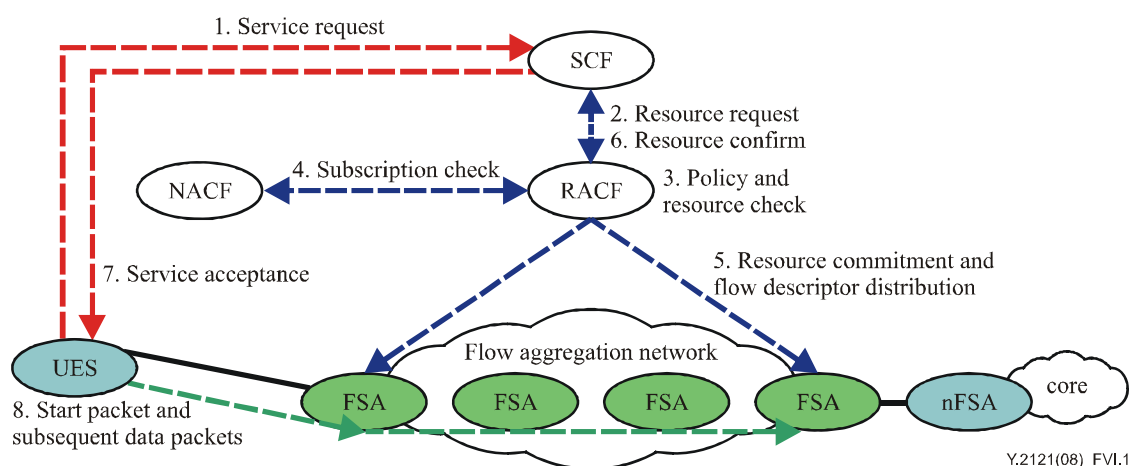 1. Service request
SCF
2. Resource request
6. Resource confirm
4. Subscription check
NACF
RACF
3. Policy and
resource check
7. Service acceptance
5. Resource commitment and
flow descriptor distribution
Flow aggregation network
UES
FSA
FSA
FSA
FSA
nFSA
core
8. Start packet and
subsequent data packets
Y.2121(08)_FVI.1